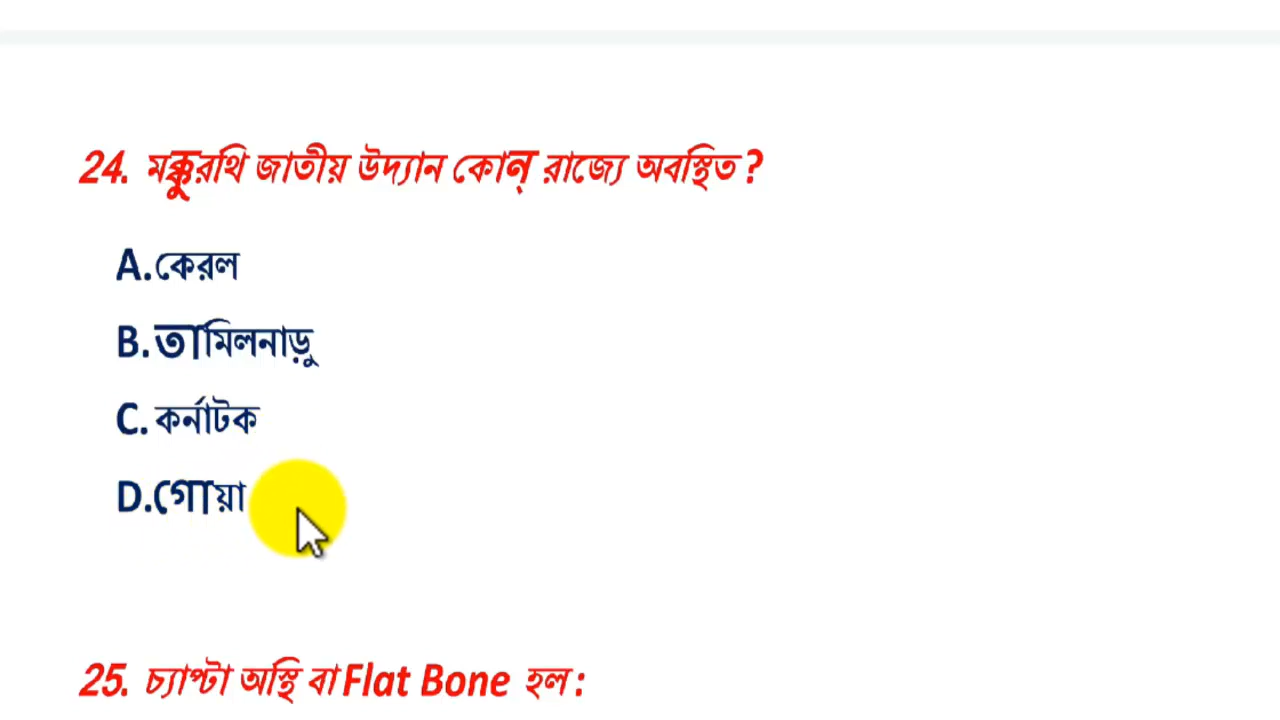 24. মক্কুরথি জাতীয় উদ্যান কোন্ রাজ্যে অবস্থিত ?
A.কেরল
B.তামিলনাড়ু
C. কর্নাটক
D.গোয়া
25. চ্যাপ্টা অস্থি বা Flat Bone হল :